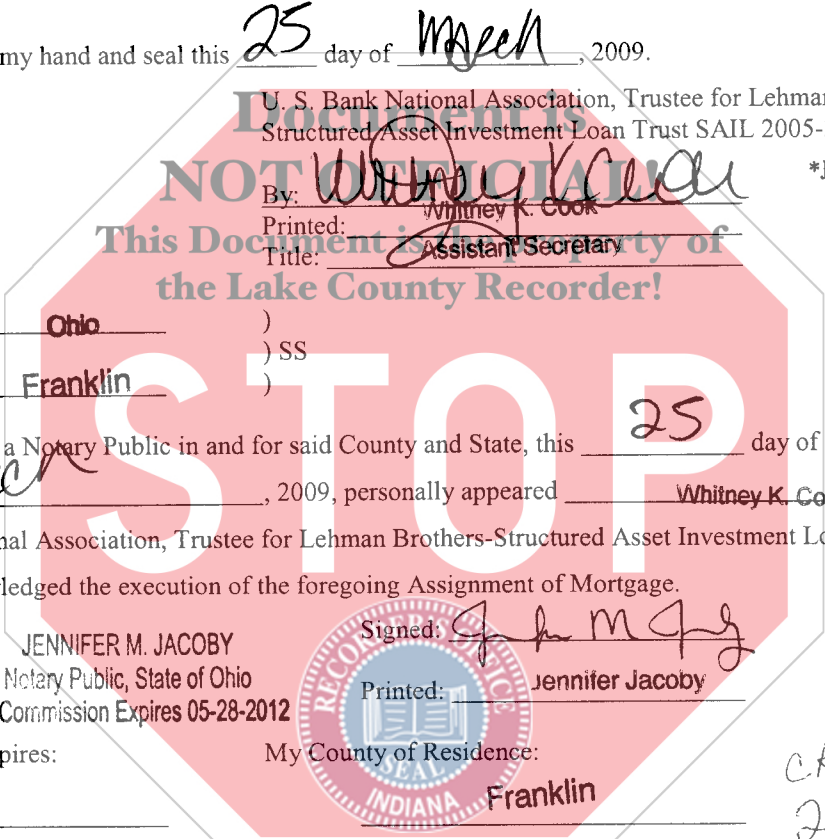 my hand and seal this 25 day of March, 2009.
U. S. Bank National Association, Trustee for Lehman
Structured Asset Investment Loan Trust SAIL 2005-
Document is
NOT OFFICIAL!
This Document is the property of
the Lake County Recorder!
By: Whitney K Cook
Printed: Whitney K. Cook
Title: Assistant Secretary
Ohio )
) SS
Franklin )
STOP
a Notary Public in and for said County and State, this 25 day of
, 2009, personally appeared Whitney K. Co
nal Association, Trustee for Lehman Brothers-Structured Asset Investment Lo
ledged the execution of the foregoing Assignment of Mortgage.
JENNIFER M. JACOBY
Notary Public, State of Ohio
Commission Expires 05-28-2012
Signed:
Printed: Jennifer Jacoby
RECORDER'S OFFICE
SEAL
INDIANA
pires:
My County of Residence:
Franklin